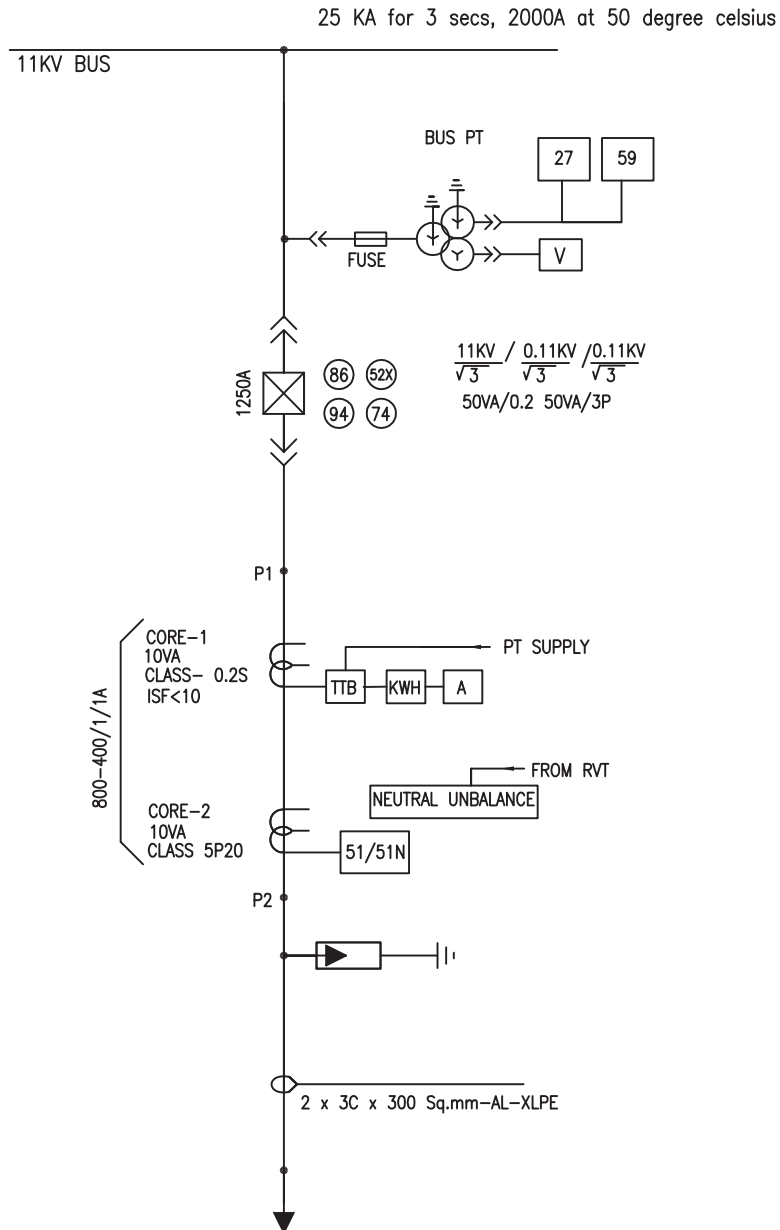 25 KA for 3 secs, 2000A at 50 degree celsius
11KV BUS
BUS PT
27
59
FUSE
V
1250A
86
52X
94
74
11KV/√3 / 0.11KV/√3 / 0.11KV/√3
50VA/0.2 50VA/3P
P1
800-400/1/1A
CORE-1
10VA
CLASS- 0.2S
ISF<10
PT SUPPLY
TTB
KWH
A
FROM RVT
NEUTRAL UNBALANCE
CORE-2
10VA
CLASS 5P20
51/51N
P2
2 x 3C x 300 Sq.mm-AL-XLPE